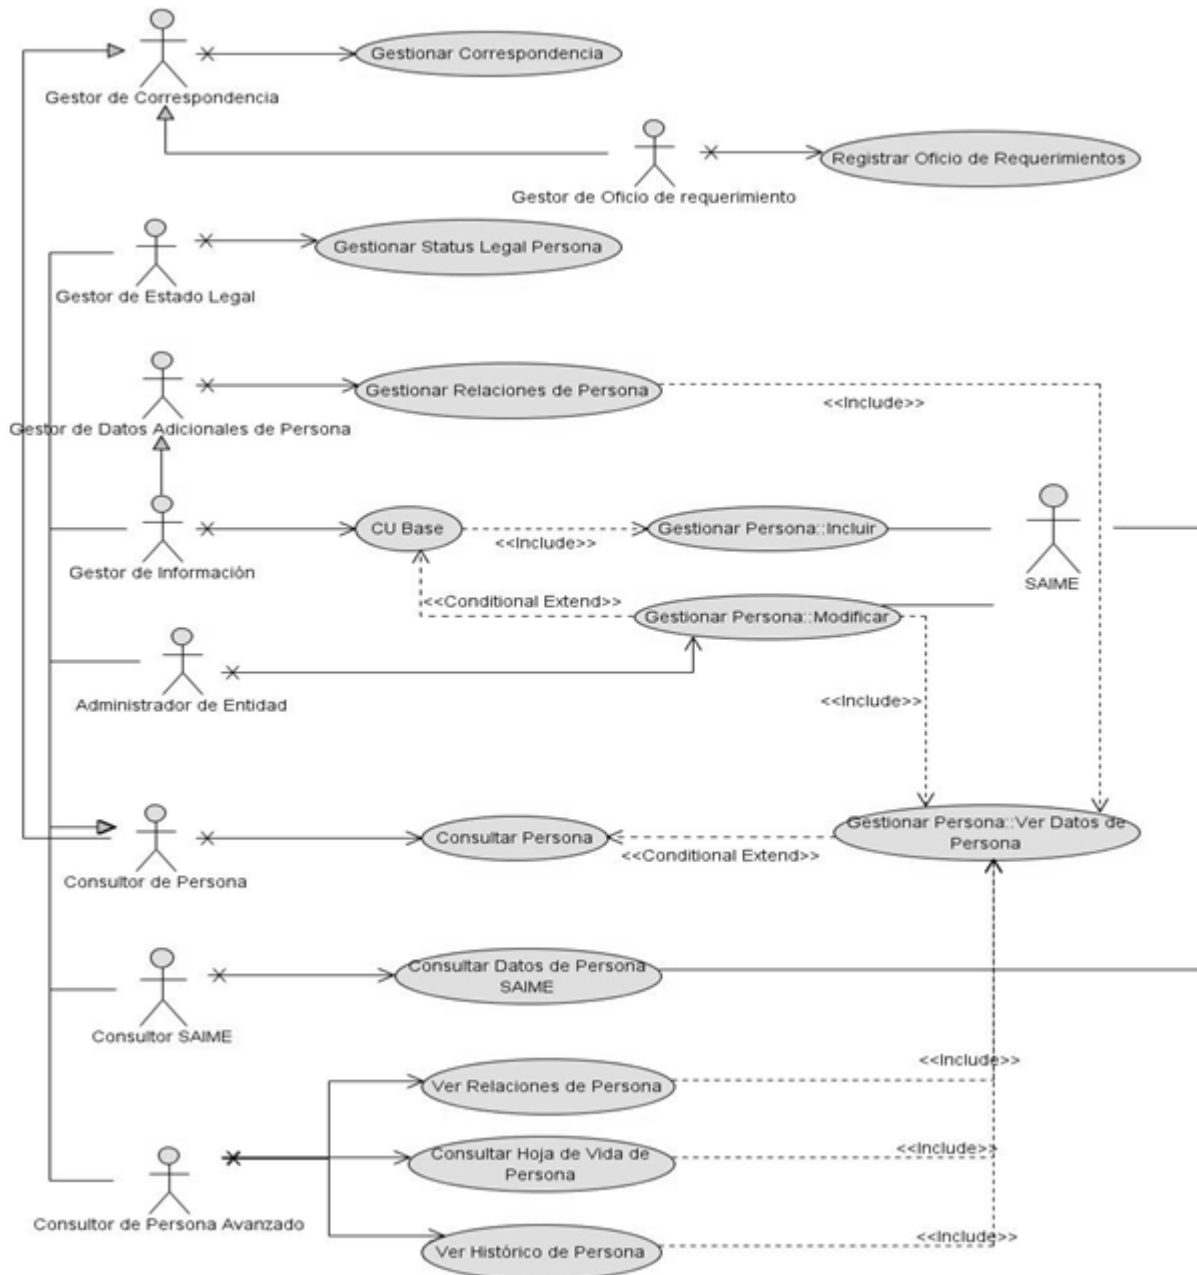 Gestionar Correspondencia
Gestor de Correspondencia
Registrar Oficio de Requerimientos
Gestor de Oficio de requerimiento
Gestionar Status Legal Persona
Gestor de Estado Legal
Gestionar Relaciones de Persona
<<Include>>
Gestor de Datos Adicionales de Persona
CU Base
<<Include>>
Gestionar Persona::Incluir
Gestor de Información
SAIME
<<Conditional Extend>>
Gestionar Persona::Modificar
Administrador de Entidad
<<Include>>
Consultar Persona
<<Conditional Extend>>
Gestionar Persona::Ver Datos de
Persona
Consultor de Persona
Consultar Datos de Persona
SAIME
Consultor SAIME
<<Include>>
Ver Relaciones de Persona
Consultar Hoja de Vida de
Persona
<<Include>>
Consultor de Persona Avanzado
Ver Histórico de Persona
<<Include>>